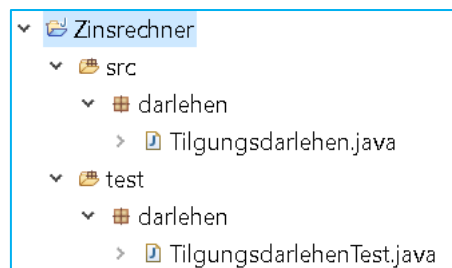 Zinsrechner
src
darlehen
Tilgungsdarlehen.java
test
darlehen
TilgungsdarlehenTest.java